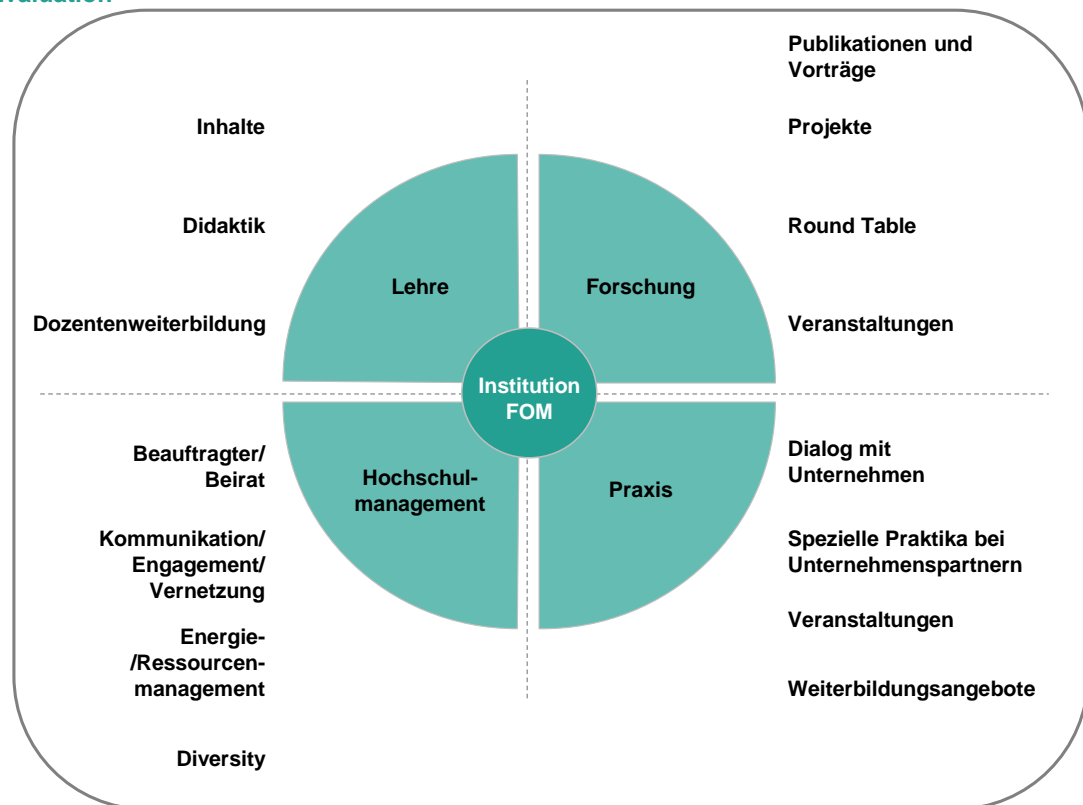 Inhalte
Didaktik
Dozentenweiterbildung
Publikationen und
Vorträge
Projekte
Round Table
Veranstaltungen
Lehre
Forschung
Institution
FOM
Hochschul-
management
Praxis
Beauftragter/
Beirat
Kommunikation/
Engagement/
Vernetzung
Energie-
/Ressourcen-
management
Diversity
Dialog mit
Unternehmen
Spezielle Praktika bei
Unternehmenspartnern
Veranstaltungen
Weiterbildungsangebote